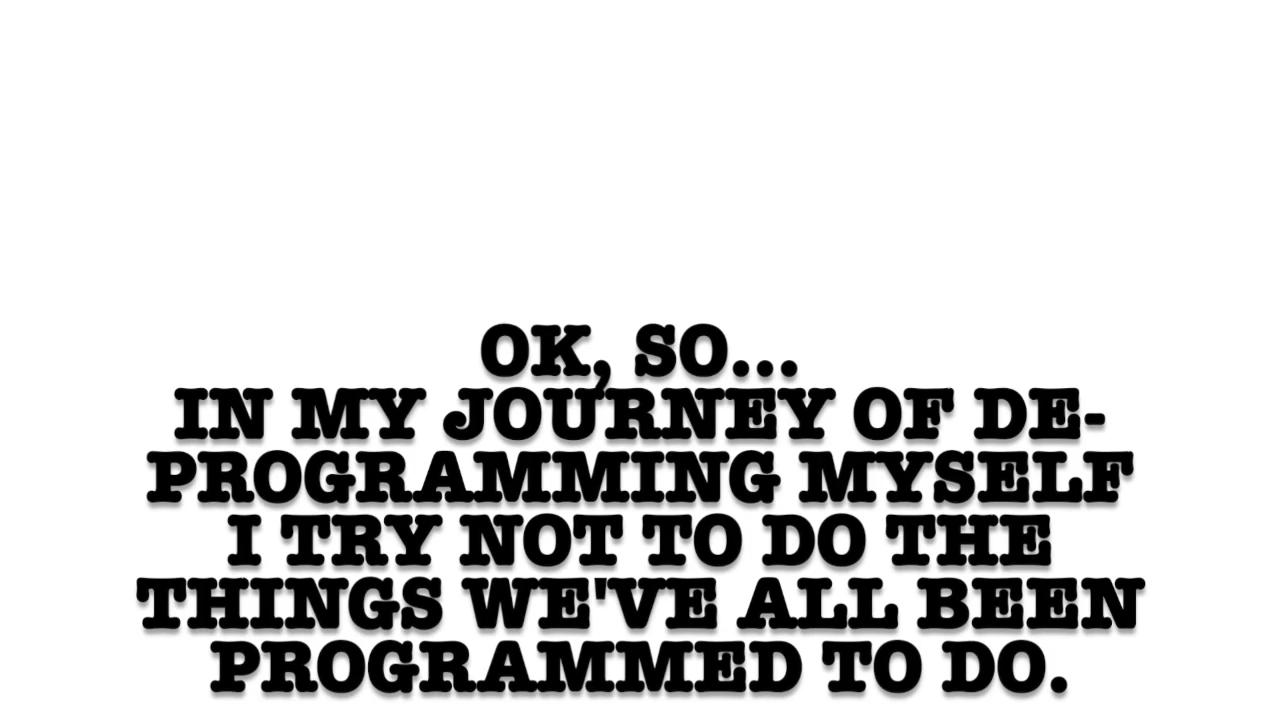 OK, SO...
IN MY JOURNEY OF DE-
PROGRAMMING MYSELF
I TRY NOT TO DO THE
THINGS WE'VE ALL BEEN
PROGRAMMED TO DO.